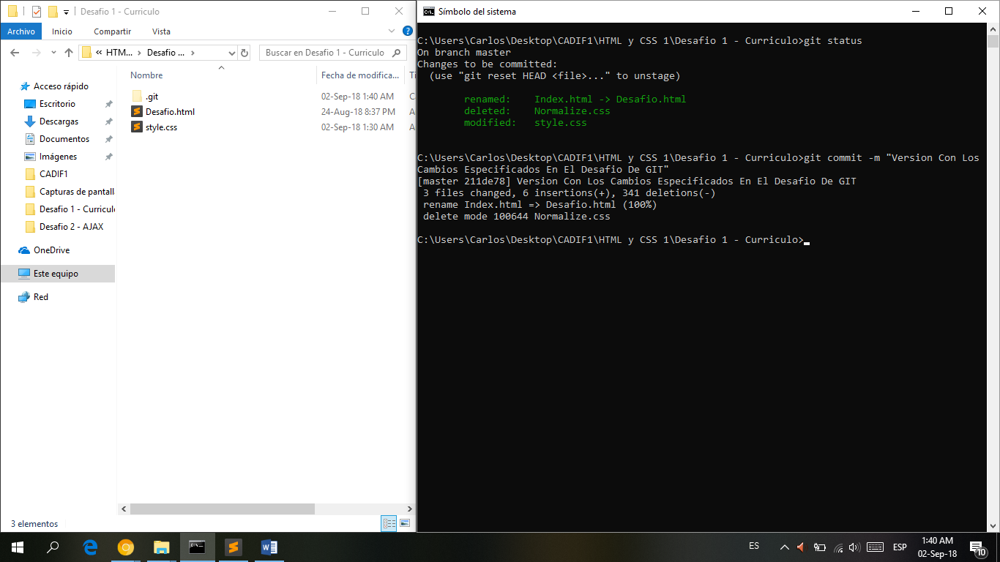 Desafio 1 - Curriculo
Archivo Inicio Compartir Vista
« HTM... Desafio ... Buscar en Desafio 1 - Curriculo
Nombre Fecha de modifica...
.git 02-Sep-18 1:40 AM
Desafio.html 24-Aug-18 8:37 PM
style.css 02-Sep-18 1:30 AM
Acceso rápido
Escritorio
Descargas
Documentos
Imágenes
CADIF1
Capturas de pantall
Desafio 1 - Curriculo
Desafio 2 - AJAX
OneDrive
Este equipo
Red
3 elementos
Símbolo del sistema
C:\Users\Carlos\Desktop\CADIF1\HTML y CSS 1\Desafio 1 - Curriculo>git status
On branch master
Changes to be committed:
(use "git reset HEAD <file>..." to unstage)
renamed: Index.html -> Desafio.html
deleted: Normalize.css
modified: style.css
C:\Users\Carlos\Desktop\CADIF1\HTML y CSS 1\Desafio 1 - Curriculo>git commit -m "Version Con Los
Cambios Especificados En El Desafio De GIT"
[master 211de78] Version Con Los Cambios Especificados En El Desafio De GIT
3 files changed, 6 insertions(+), 341 deletions(-)
rename Index.html => Desafio.html (100%)
delete mode 100644 Normalize.css
C:\Users\Carlos\Desktop\CADIF1\HTML y CSS 1\Desafio 1 - Curriculo>
ES ESP 1:40 AM
02-Sep-18 10